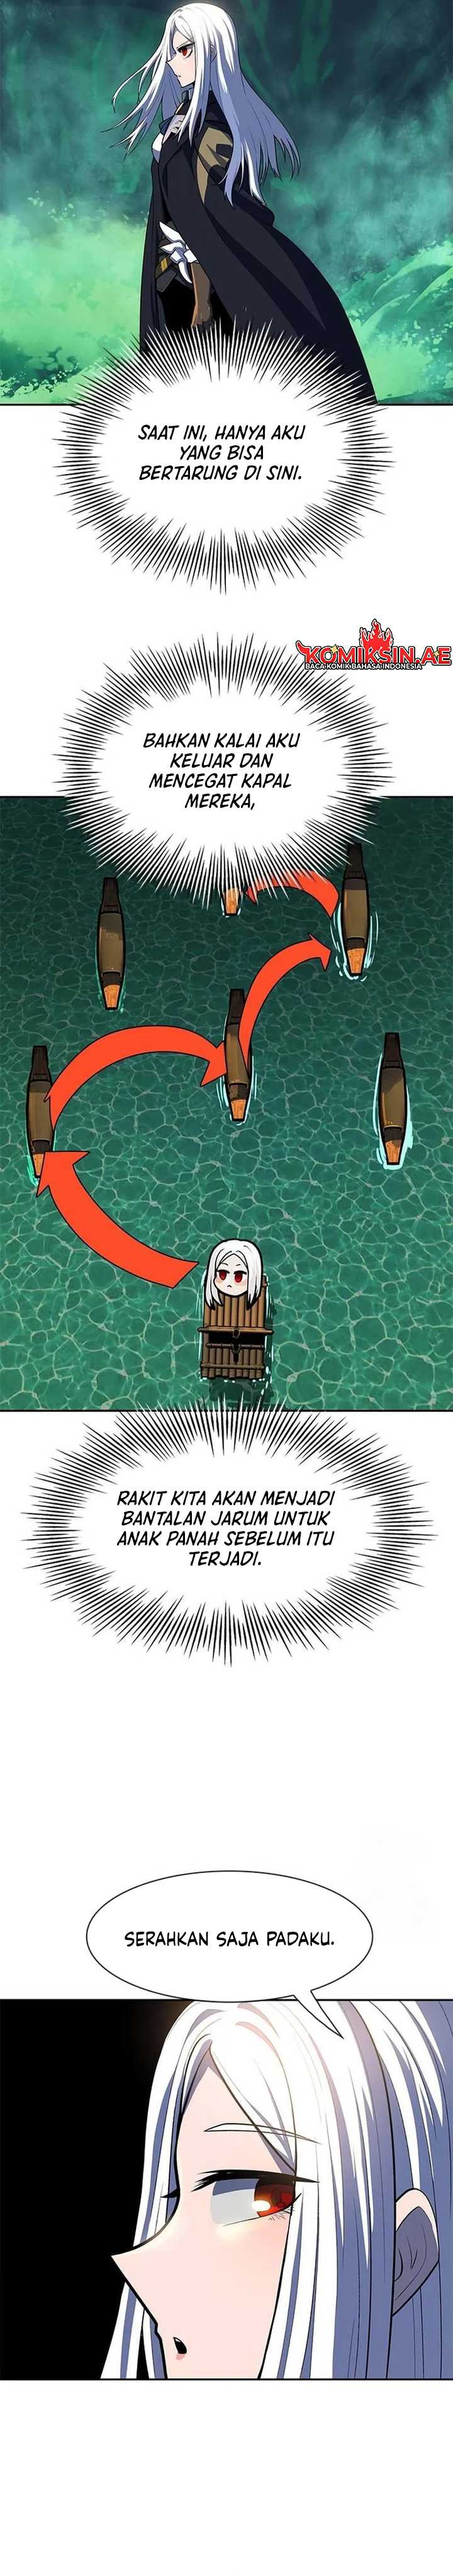 SAAT INI, HANYA AKU
YANG BISA
BERTARUNG DI SINI.
KOMIKSIN.AE
BACA KOMIK BAHASA INDONESIA
BAHKAN KALAI AKU
KELUAR DAN
MENCEGAT KAPAL
MEREKA,
RAKIT KITA AKAN MENJADI
BANTALAN JARUM UNTUK
ANAK PANAH SEBELUM ITU
TERJADI.
SERAHKAN SAJA PADAKU.